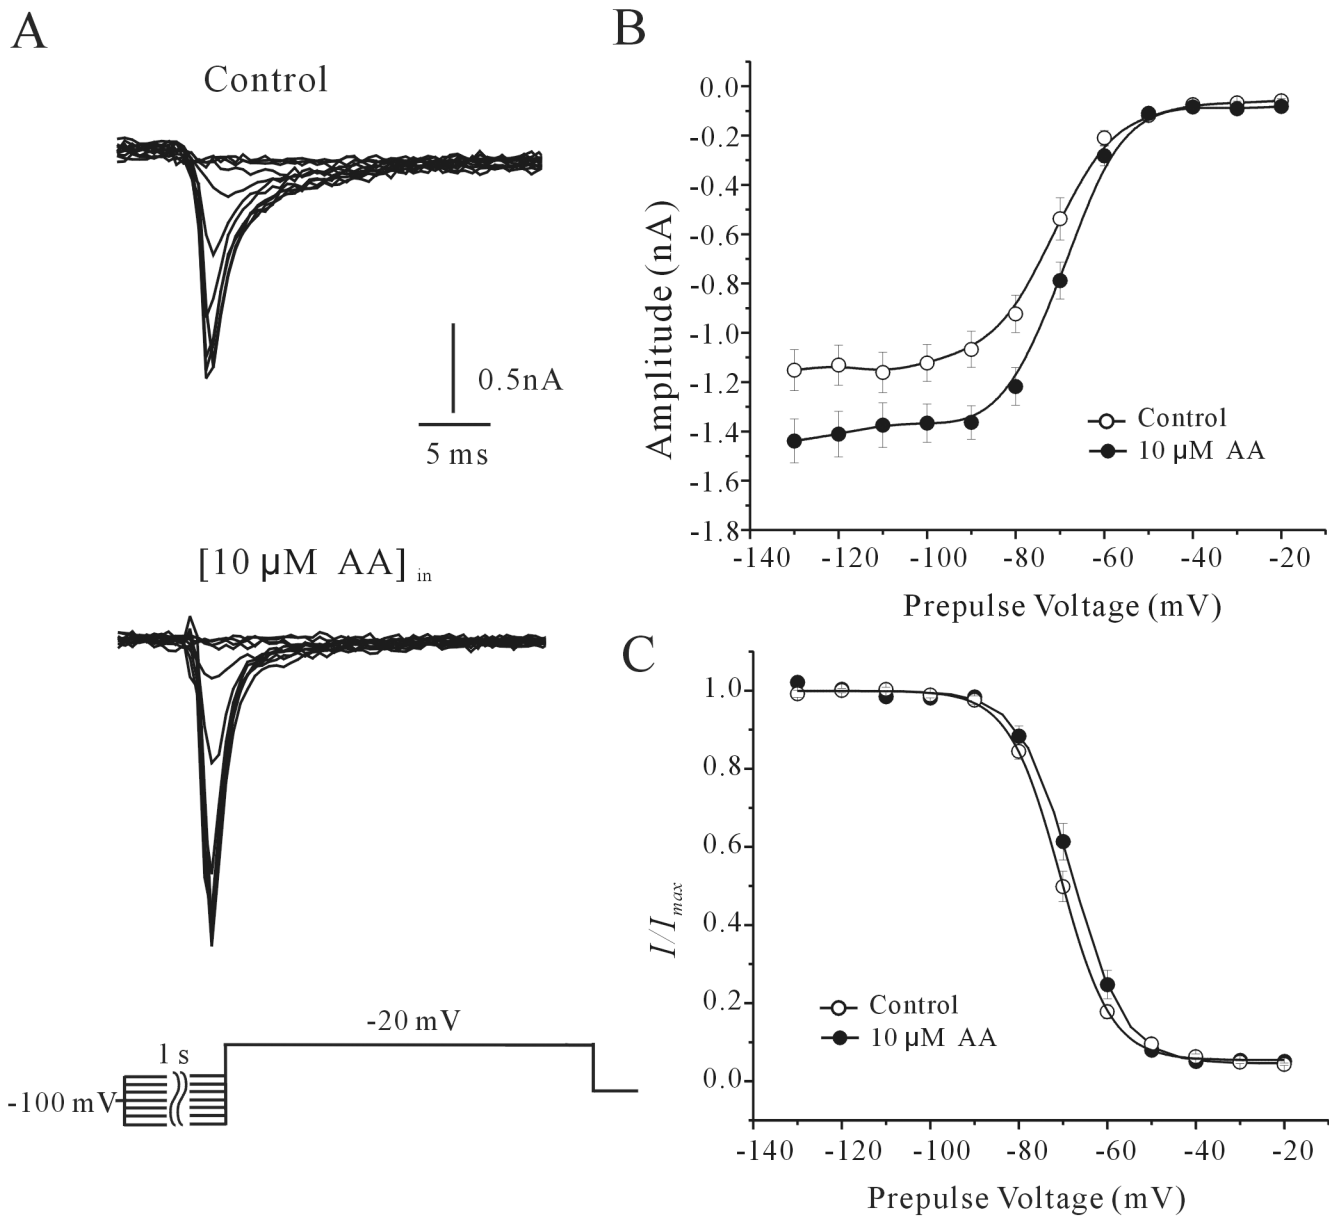 A
Control
0.5nA
5 ms
[10 μM AA] in
-20 mV
1 s
-100 mV
B
0.0
-0.2
-0.4
-0.6
-0.8
-1.0
-1.2
-1.4
-1.6
-1.8
Amplitude (nA)
Control
10 μM AA
-140 -120 -100 -80 -60 -40 -20
Prepulse Voltage (mV)
C
1.0
0.8
0.6
0.4
0.2
0.0
I/Imax
Control
10 μM AA
-140 -120 -100 -80 -60 -40 -20
Prepulse Voltage (mV)